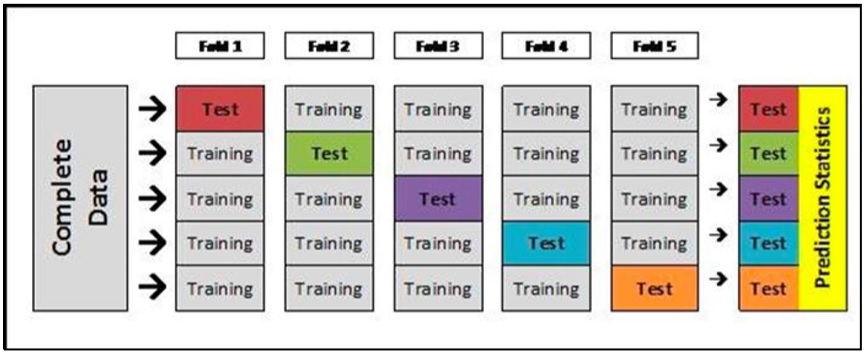 Fold 1 Fold 2 Fold 3 Fold 4 Fold 5
Complete
Data
Test Training Training Training Training Test
Training Test Training Training Training Test
Training Training Test Training Training Test
Training Training Training Test Training Test
Training Training Training Training Test Test
Prediction Statistics